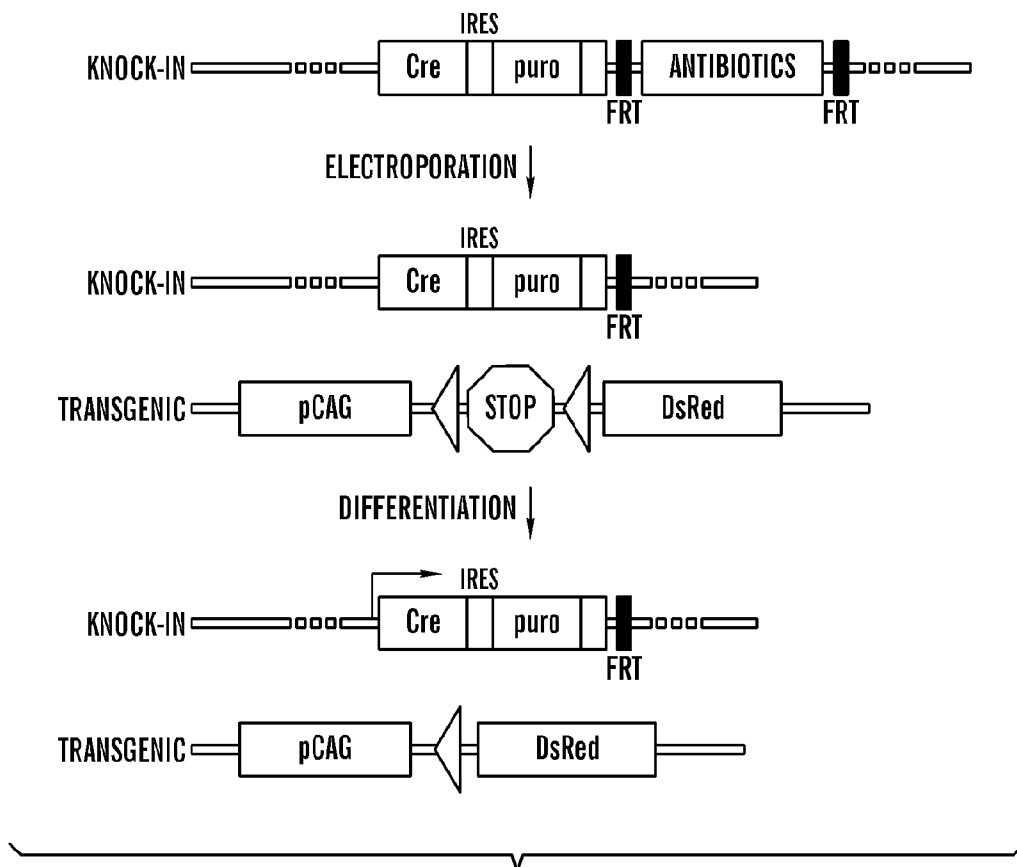 IRES
KNOCK-IN Cre puro ANTIBIOTICS
FRT FRT
ELECTROPORATION
IRES
KNOCK-IN Cre puro
FRT
TRANSGENIC pCAG STOP DsRed
DIFFERENTIATION
IRES
KNOCK-IN Cre puro
FRT
TRANSGENIC pCAG DsRed